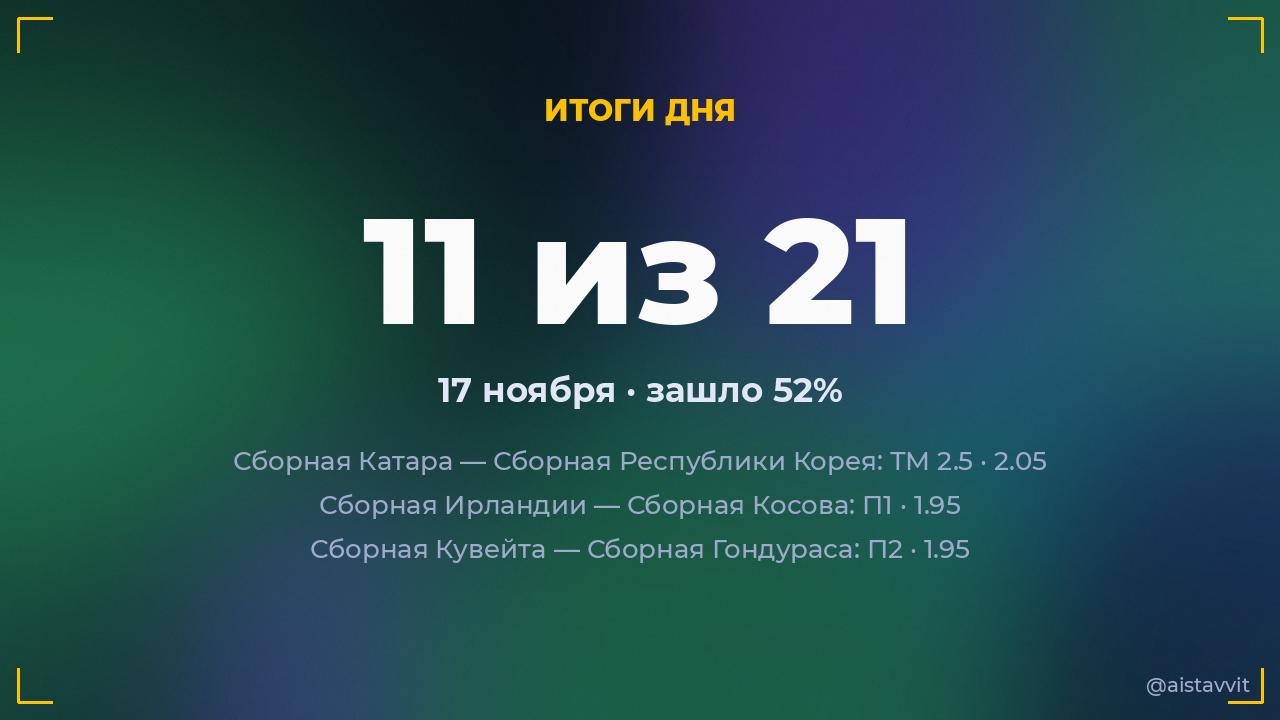 ИТОГИ ДНЯ
11 из 21
17 ноября · зашло 52%
Сборная Катара — Сборная Республики Корея: ТМ 2.5 · 2.05
Сборная Ирландии — Сборная Косова: П1 · 1.95
Сборная Кувейта — Сборная Гондураса: П2 · 1.95
@aistavvit